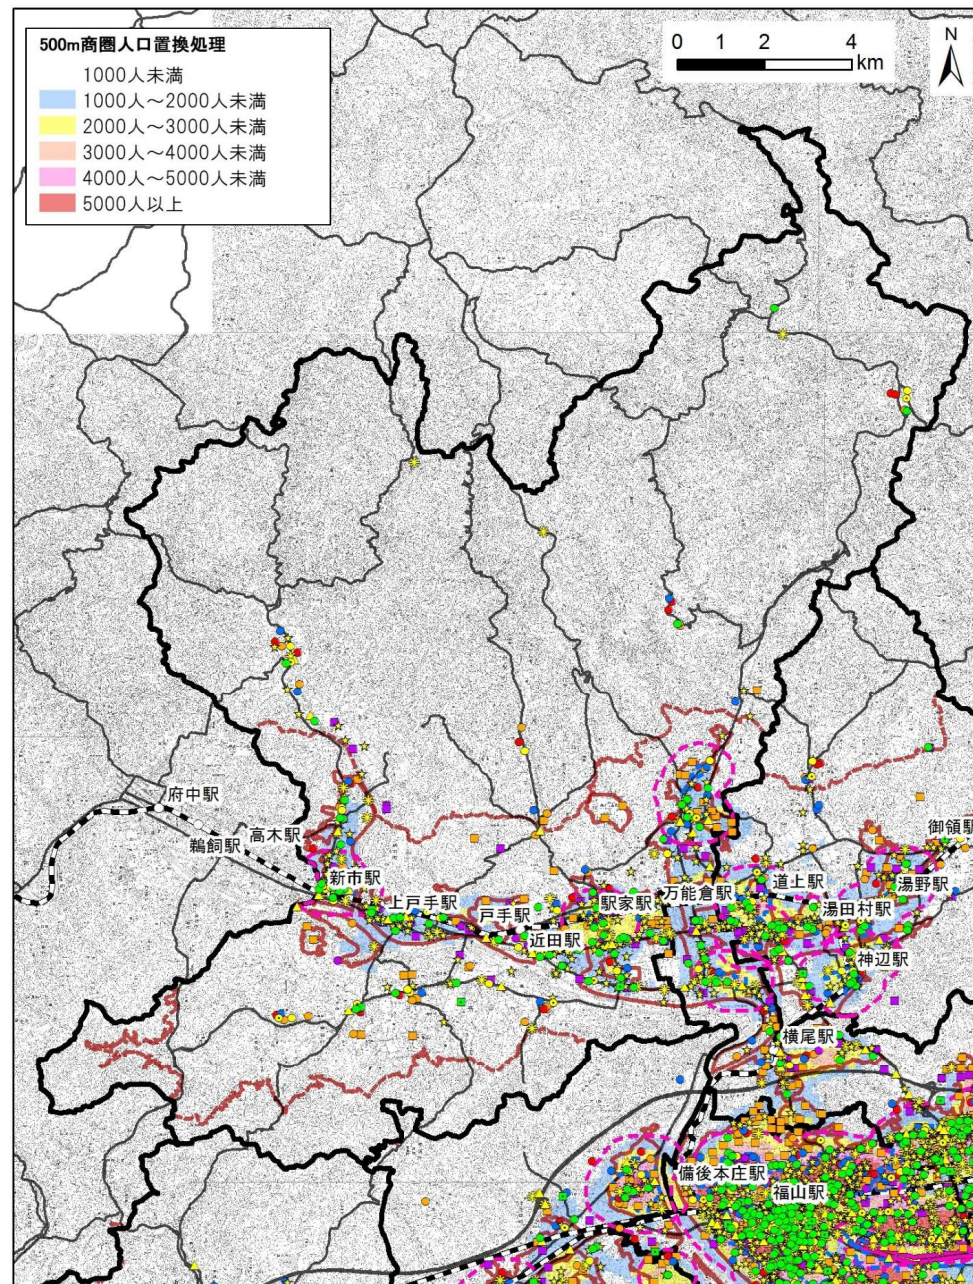 500m商圏人口置換処理
1000人未満
1000人～2000人未満
2000人～3000人未満
3000人～4000人未満
4000人～5000人未満
5000人以上
0 1 2 4
km
N
府中駅
鵜飼駅
高木駅
新市駅
上戸手駅
戸手駅
近田駅
駅家駅
万能倉駅
道上駅
湯田村駅
御領駅
湯野駅
神辺駅
横尾駅
備後本庄駅
福山駅